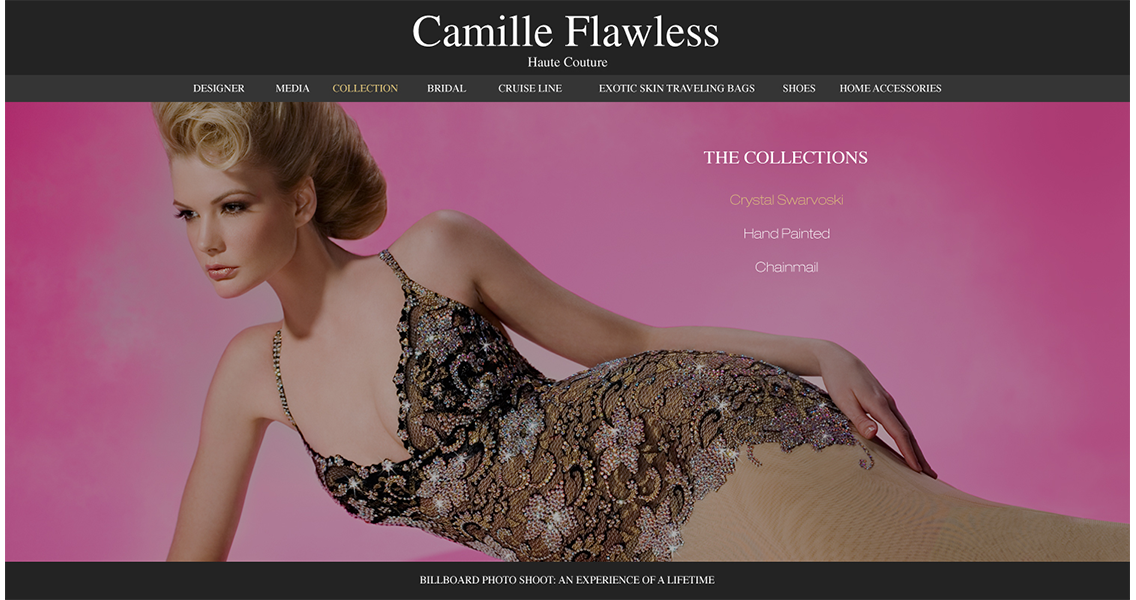 Camille Flawless
Haute Couture
DESIGNER MEDIA COLLECTION BRIDAL CRUISE LINE EXOTIC SKIN TRAVELING BAGS SHOES HOME ACCESSORIES
THE COLLECTIONS
Crystal Swarvoski
Hand Painted
Chainmail
BILLBOARD PHOTO SHOOT: AN EXPERIENCE OF A LIFETIME